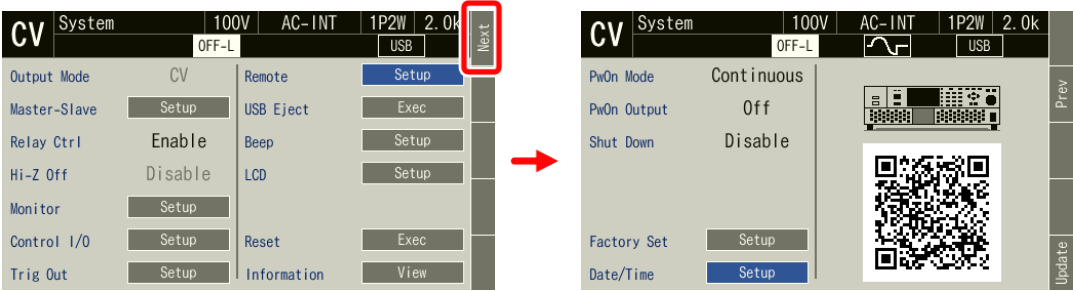 CV System 100V AC-INT 1P2W 2.0k
OFF-L USB
Next
Output Mode CV
Master-Slave Setup
Relay Ctrl Enable
Hi-Z Off Disable
Monitor Setup
Control I/O Setup
Trig Out Setup
Remote Setup
USB Eject Exec
Beep Setup
LCD Setup
Reset Exec
Information View
CV System 100V AC-INT 1P2W 2.0k
OFF-L USB
PwOn Mode Continuous
PwOn Output Off
Shut Down Disable
Factory Set Setup
Date/Time Setup
Prev
Update